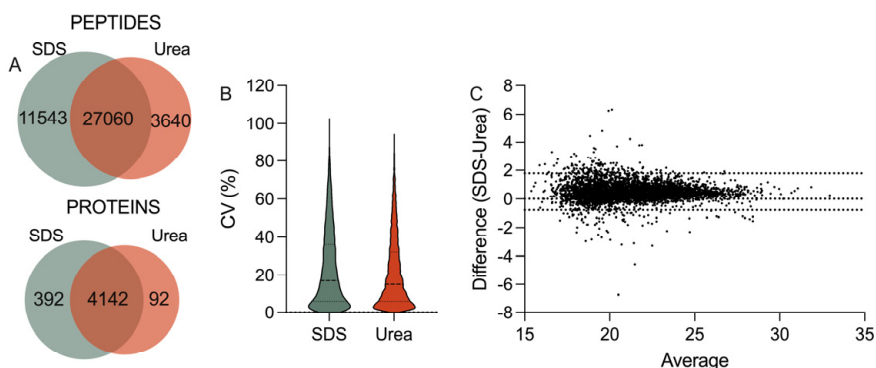 PEPTIDES
A
SDS
Urea
11543
27060
3640
PROTEINS
SDS
Urea
392
4142
92
B
CV (%)
120
100
80
60
40
20
0
SDS
Urea
C
Difference (SDS-Urea)
8
6
4
2
0
-2
-4
-6
-8
15
20
25
30
35
Average